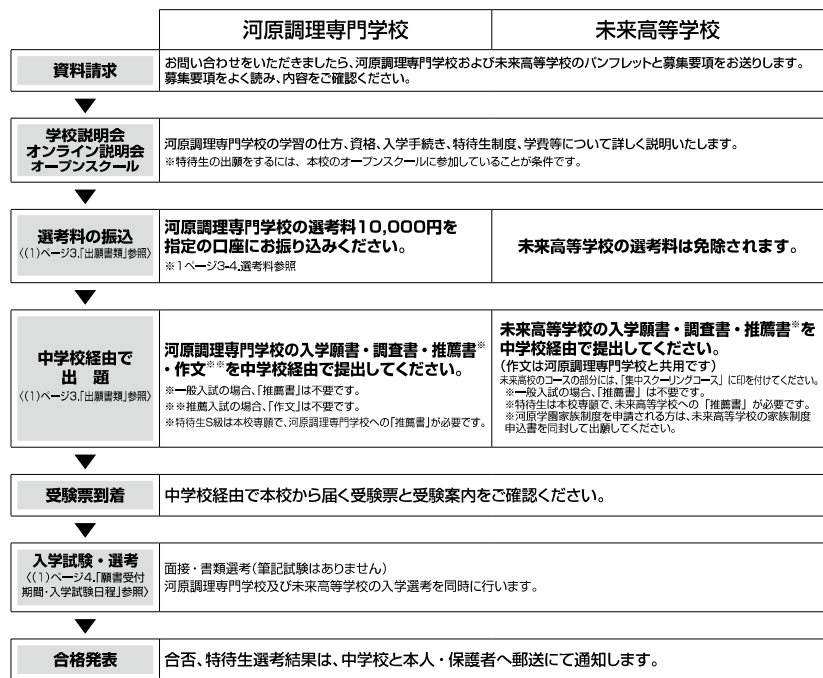 河原調理専門学校
未来高等学校
資料請求
お問い合わせをいただきましたら、河原調理専門学校および未来高等学校のパンフレットと募集要項をお送りします。
募集要項をよく読み、内容をご確認ください。
▼
学校説明会
オンライン説明会
オープンスクール
河原調理専門学校の学習の仕方、資格、入学手続き、特待生制度、学費等について詳しく説明いたします。
※特待生の出願をするには、本校のオープンスクールに参加していることが条件です。
▼
選考料の振込
〈(1)ページ3.「出願書類」参照〉
河原調理専門学校の選考料10,000円を
指定の口座にお振り込みください。
※1ページ3-4.選考料参照
未来高等学校の選考料は免除されます。
▼
中学校経由で
出 題
〈(1)ページ3.「出願書類」参照〉
河原調理専門学校の入学願書・調査書・推薦書※
・作文※※を中学校経由で提出してください。
※一般入試の場合、「推薦書」は不要です。
※※推薦入試の場合、「作文」は不要です。
※特待生S級は本校専願で、河原調理専門学校への「推薦書」が必要です。
未来高等学校の入学願書・調査書・推薦書※を
中学校経由で提出してください。
(作文は河原調理専門学校と共用です)
未来高校のコースの部分には、「集中スクーリングコース」に印を付けてください。
※一般入試の場合、「推薦書」は不要です。
※特待生は本校専願で、未来高等学校への「推薦書」が必要です。
※河原学園家族制度を申請される方は、未来高等学校の家族制度
申込書を同封して出願してください。
▼
受験票到着
中学校経由で本校から届く受験票と受験案内をご確認ください。
▼
入学試験・選考
〈(1)ページ4.「願書受付
期間・入学試験日程」参照〉
面接・書類選考(筆記試験はありません)
河原調理専門学校及び未来高等学校の入学選考を同時に行います。
▼
合格発表
合否、特待生選考結果は、中学校と本人・保護者へ郵送にて通知します。